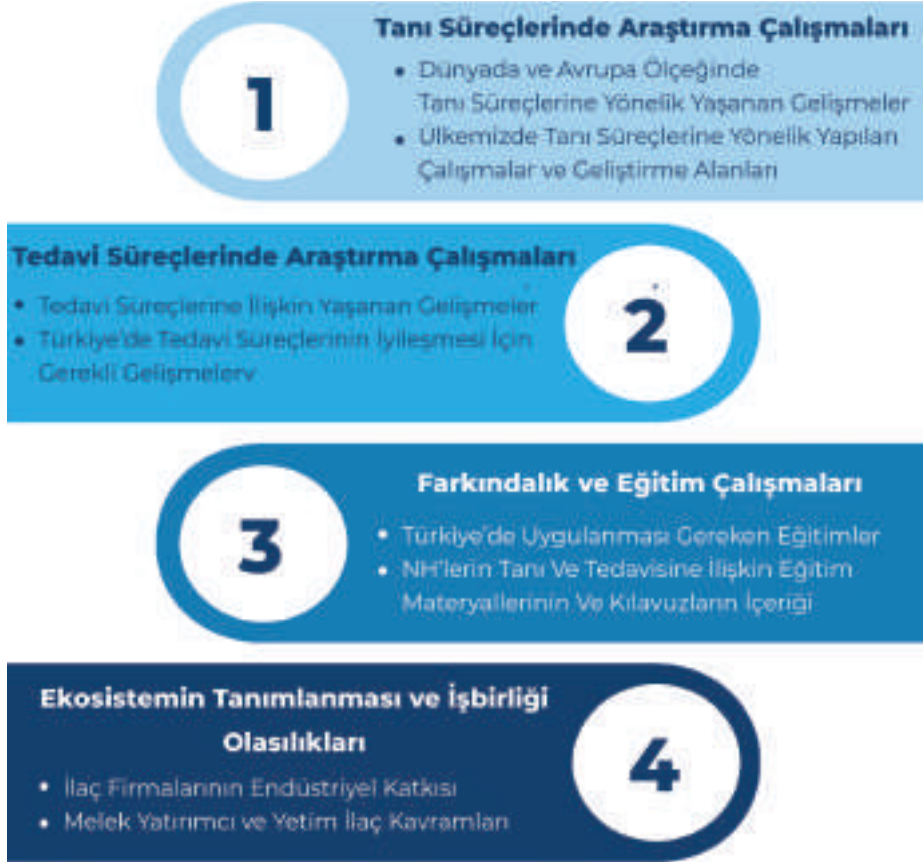 1
Tanı Süreçlerinde Araştırma Çalışmaları
• Dünyada ve Avrupa Ölçeğinde
Tanı Süreçlerine Yönelik Yaşanan Gelişmeler
• Ülkemizde Tanı Süreçlerine Yönelik Yapılan
Çalışmalar ve Geliştirme Alanları
Tedavi Süreçlerinde Araştırma Çalışmaları
• Tedavi Süreçlerine İlişkin Yaşanan Gelişmeler
• Türkiye'de Tedavi Süreçlerinin İyileşmesi İçin
Gerekli Gelişmelerv
2
3
Farkındalık ve Eğitim Çalışmaları
• Türkiye'de Uygulanması Gereken Eğitimler
• NH'lerin Tanı Ve Tedavisine İlişkin Eğitim
Materyallerinin Ve Kılavuzların İçeriği
Ekosistemin Tanımlanması ve İşbirliği
Olasılıkları
• İlaç Firmalarının Endüstriyel Katkısı
• Melek Yatırımcı ve Yetim İlaç Kavramları
4